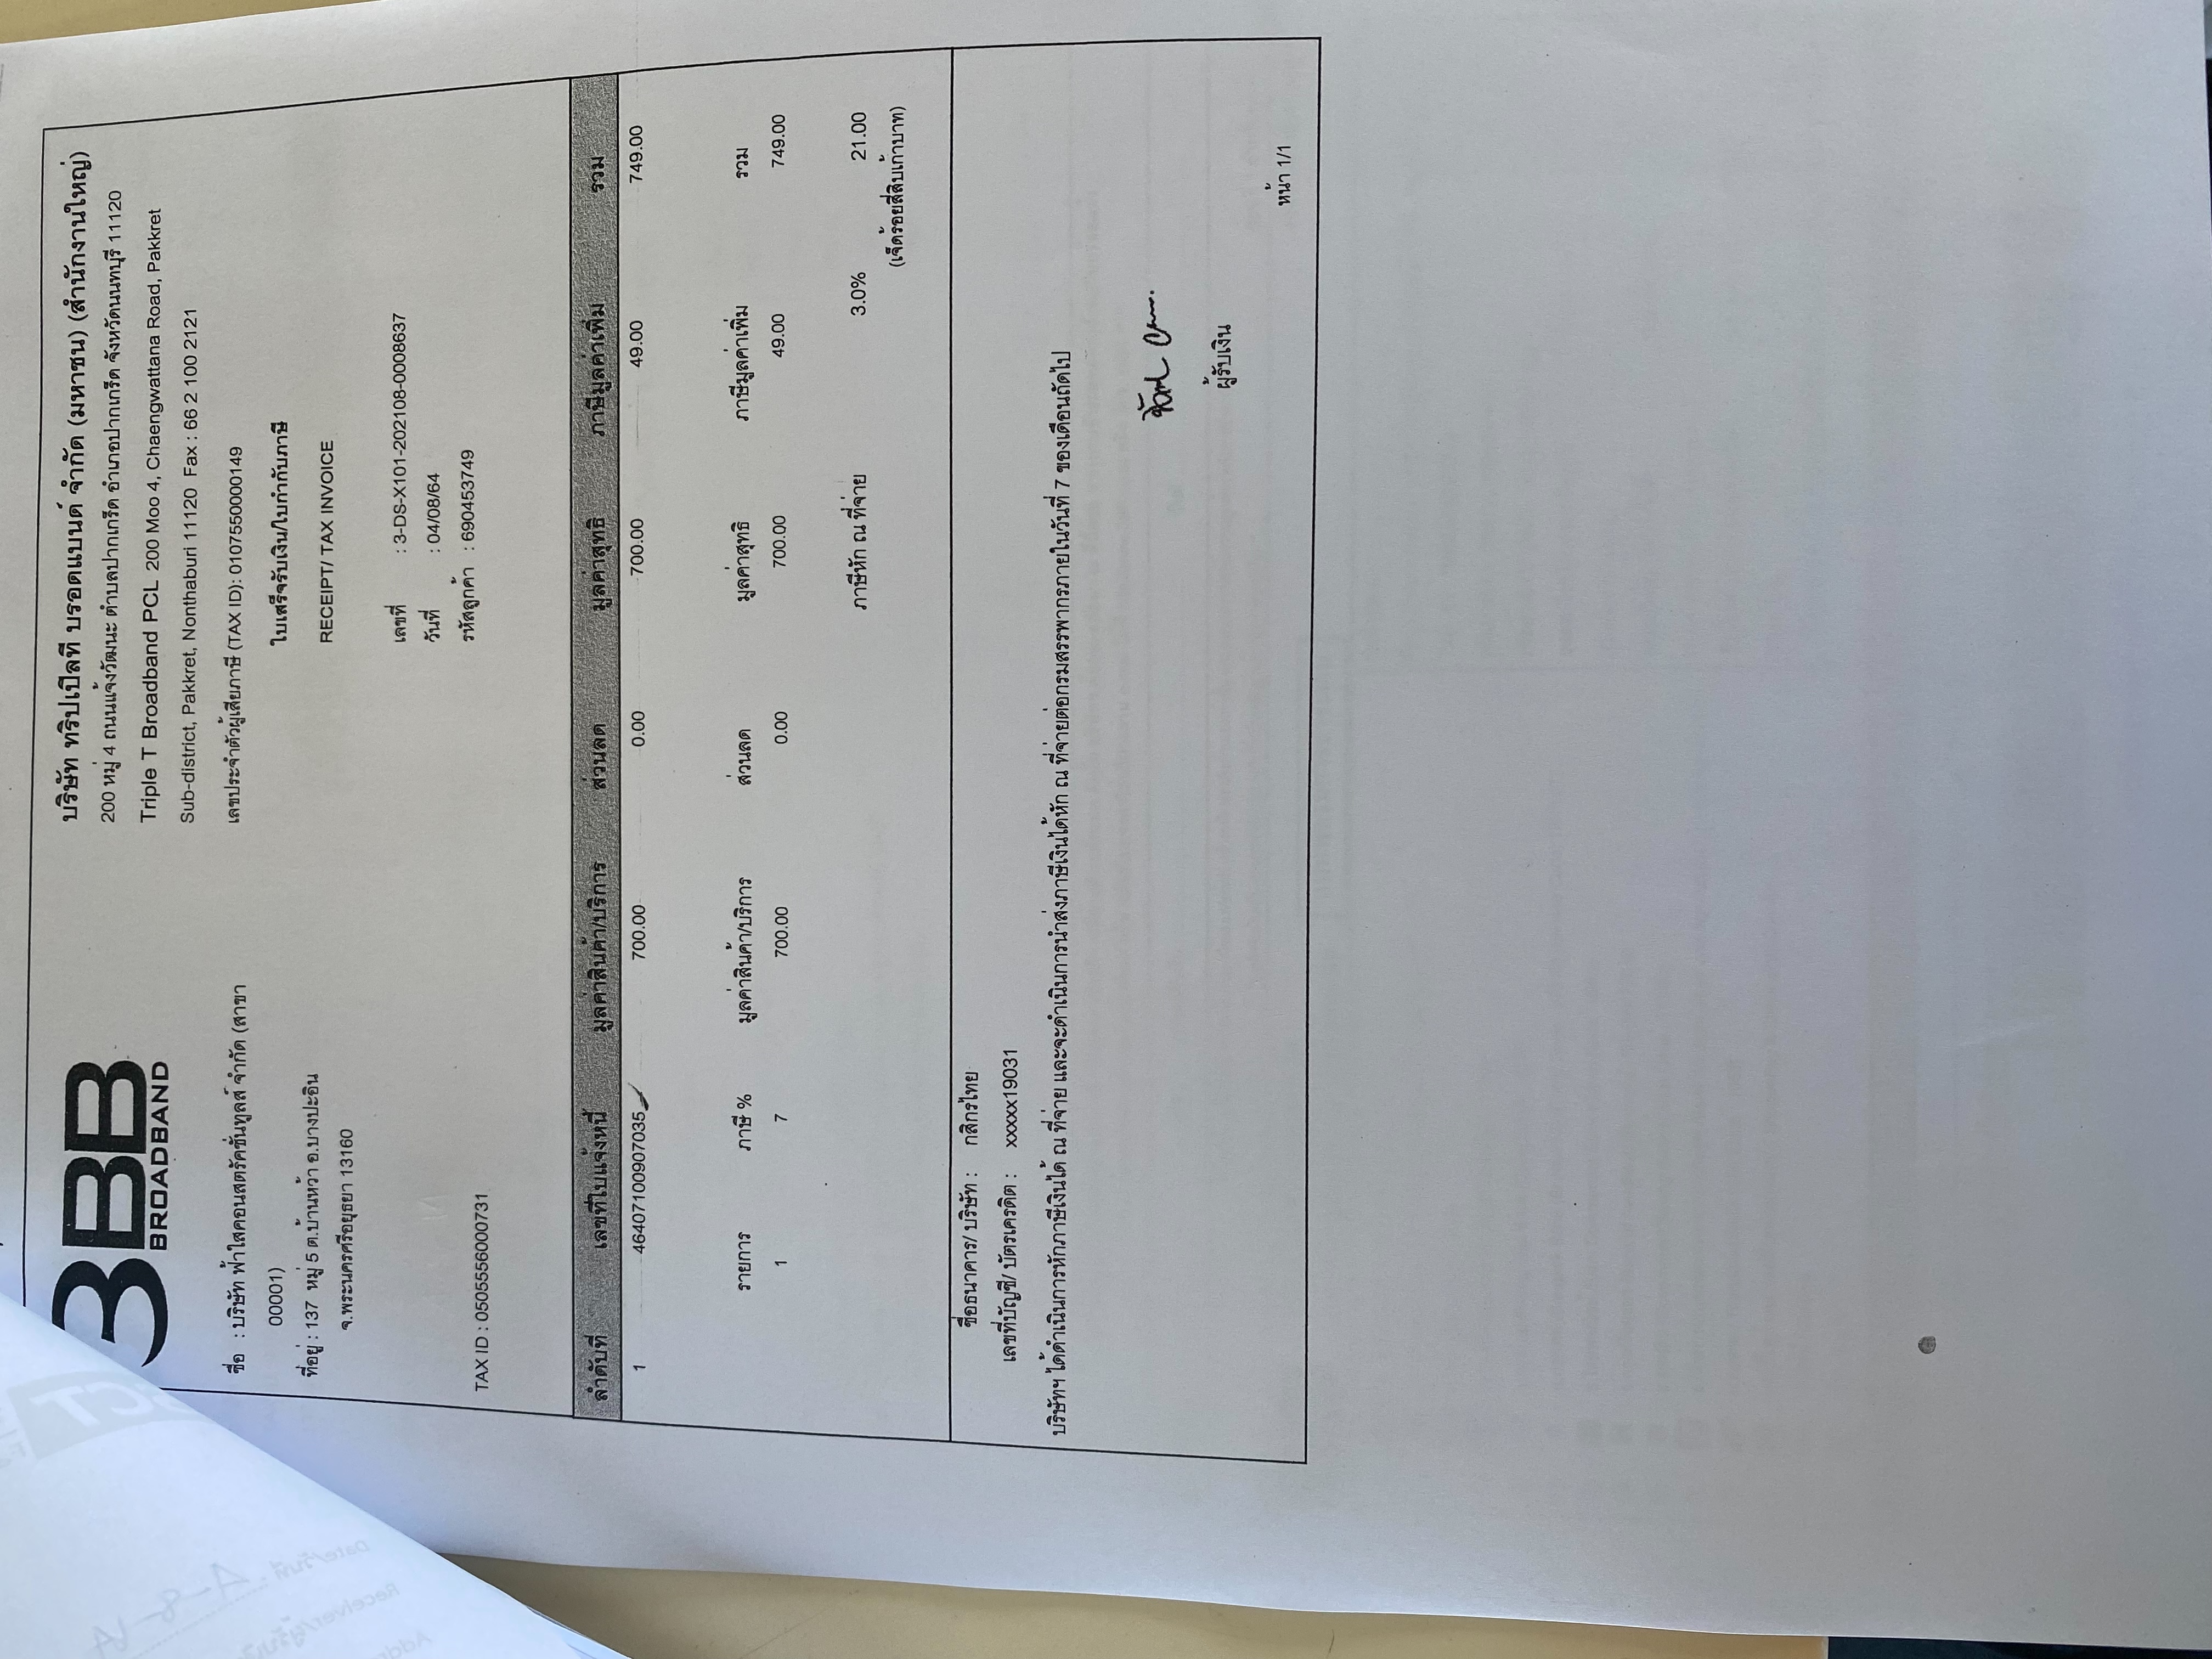 3BB
BROADBAND
บริษัท ทริปเปิลที บรอดแบนด์ จำกัด (มหาชน) (สำนักงานใหญ่)
200 หมู่ 4 ถนนแจ้งวัฒนะ ตำบลปากเกร็ด อำเภอปากเกร็ด จังหวัดนนทบุรี 11120
Triple T Broadband PCL 200 Moo 4, Chaengwattana Road, Pakkret
Sub-district, Pakkret, Nonthaburi 11120 Fax : 66 2 100 2121
เลขประจำตัวผู้เสียภาษี (TAX ID): 0107550000149
ชื่อ : บริษัท ฟ้าใสคอนสตรัคชั่นทูลส์ จำกัด (สาขา
00001)
ที่อยู่ : 137 หมู่ 5 ต.บ้านหว้า อ.บางปะอิน
จ.พระนครศรีอยุธยา 13160
TAX ID : 0505556000731
ใบเสร็จรับเงิน/ใบกำกับภาษี
RECEIPT/ TAX INVOICE
เลขที่ : 3-DS-X101-202108-0008637
วันที่ : 04/08/64
รหัสลูกค้า : 690453749
ลำดับที่ เลขที่ใบแจ้งหนี้ มูลค่าสินค้า/บริการ ส่วนลด มูลค่าสุทธิ ภาษีมูลค่าเพิ่ม รวม
1 46407100907035 700.00 0.00 700.00 49.00 749.00
รายการ ภาษี % มูลค่าสินค้า/บริการ ส่วนลด มูลค่าสุทธิ ภาษีมูลค่าเพิ่ม รวม
1 7 700.00 0.00 700.00 49.00 749.00
ภาษีหัก ณ ที่จ่าย 3.0% 21.00
(เจ็ดร้อยสี่สิบเก้าบาท)
ชื่อธนาคาร/ บริษัท : กสิกรไทย
เลขที่บัญชี/ บัตรเครดิต : xxxxx19031
บริษัทฯ ได้ดำเนินการหักภาษีเงินได้ ณ ที่จ่าย และจะดำเนินการนำส่งภาษีเงินได้หัก ณ ที่จ่ายต่อกรมสรรพากรภายในวันที่ 7 ของเดือนถัดไป
ผู้รับเงิน
หน้า 1/1